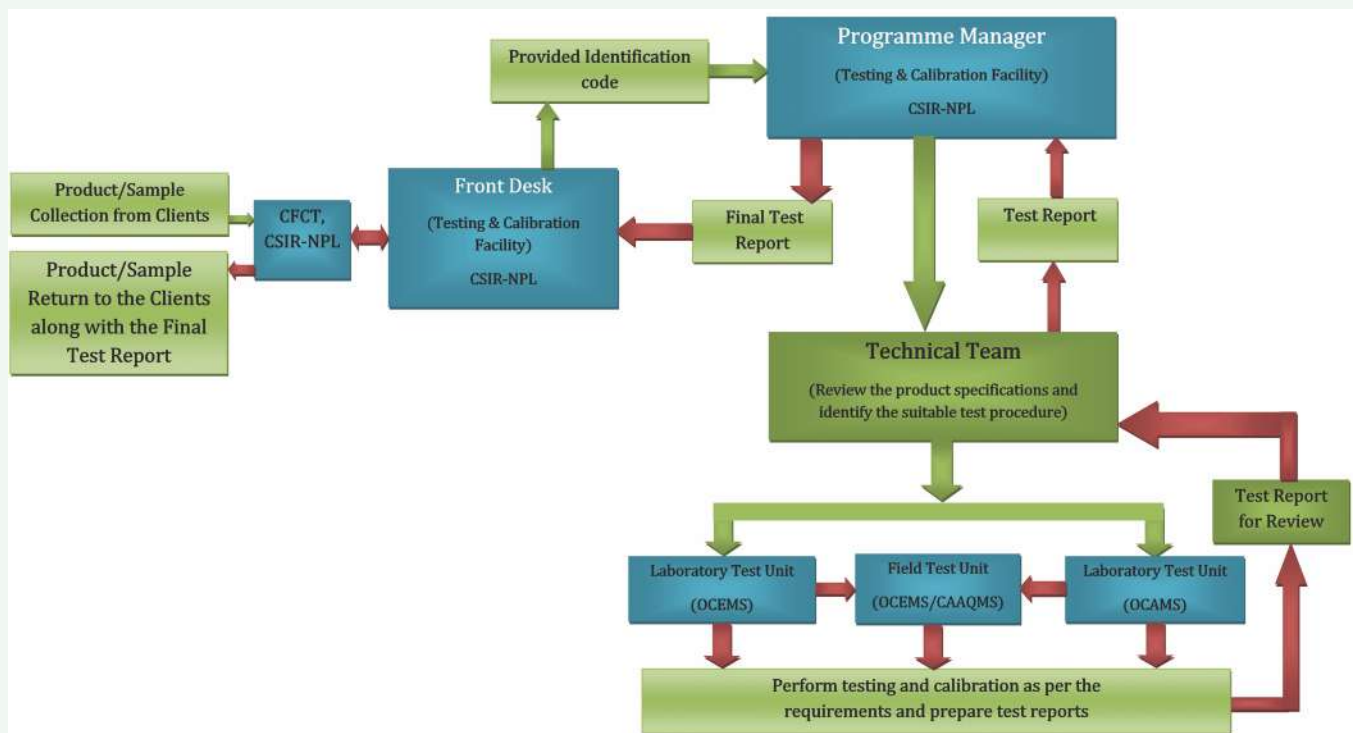 Programme Manager
(Testing & Calibration Facility)
CSIR-NPL
Provided Identification
code
Product/Sample
Collection from Clients
CFCT,
CSIR-NPL
Front Desk
(Testing & Calibration
Facility)
CSIR-NPL
Final Test
Report
Test Report
Product/Sample
Return to the Clients
along with the Final
Test Report
Technical Team
(Review the product specifications and
identify the suitable test procedure)
Test Report
for Review
Laboratory Test Unit
(OCEMS)
Field Test Unit
(OCEMS/CAAQMS)
Laboratory Test Unit
(OCAMS)
Perform testing and calibration as per the
requirements and prepare test reports